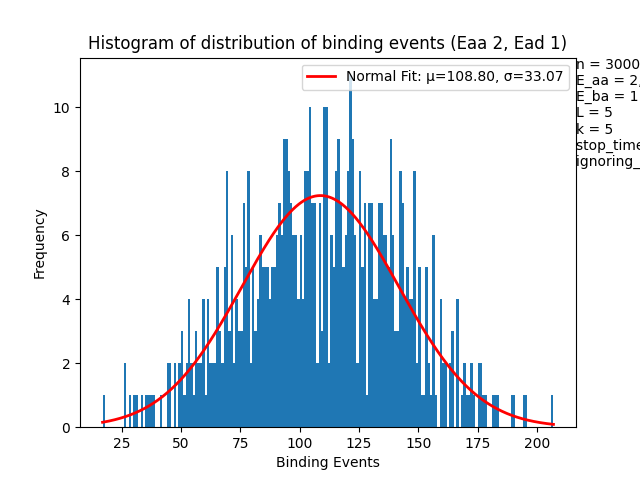 Histogram of distribution of binding events (Eaa 2, Ead 1)
Normal Fit: μ=108.80, σ=33.07
n = 3000
E_aa = 2,
E_ba = 1
L = 5
k = 5
stop_time
ignoring_
Frequency
10
8
6
4
2
0
25 50 75 100 125 150 175 200
Binding Events